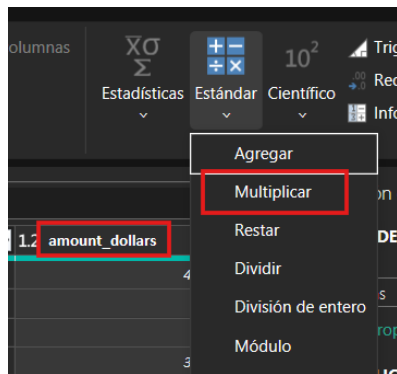 olumnas
Estadísticas
Estándar
Científico
Trig
Rec
Info
Agregar
Multiplicar
Restar
Dividir
División de entero
Módulo
1.2 amount_dollars
4
3
DE